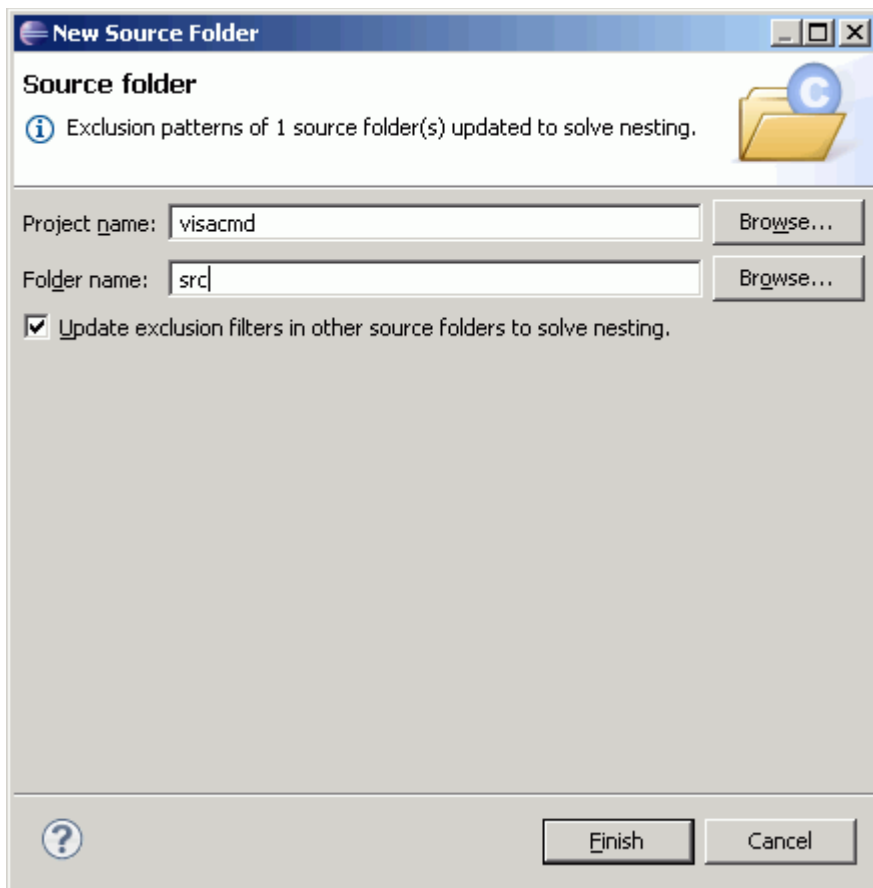 New Source Folder
Source folder
Exclusion patterns of 1 source folder(s) updated to solve nesting.
C
Project name: visacmd Browse...
Folder name: src Browse...
Update exclusion filters in other source folders to solve nesting.
? Finish Cancel